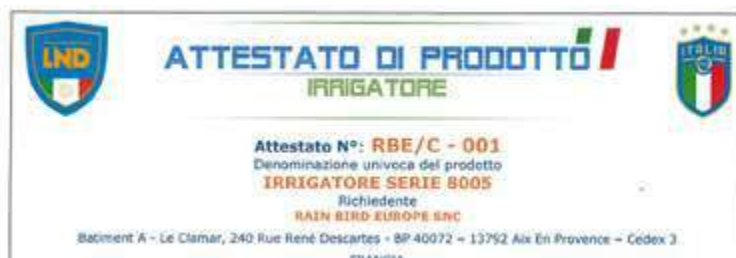 LND
ATTESTATO DI PRODOTTO
IRRIGATORE
ITALIA
Attestato N°: RBE/C - 001
Denominazione univoca del prodotto
IRRIGATORE SERIE 8005
Richiedente
RAIN BIRD EUROPE SNC
Batiment A - Le Clamar, 240 Rue René Descartes - BP 40072 – 13792 Aix En Provence – Cedex 3
FRANCIA